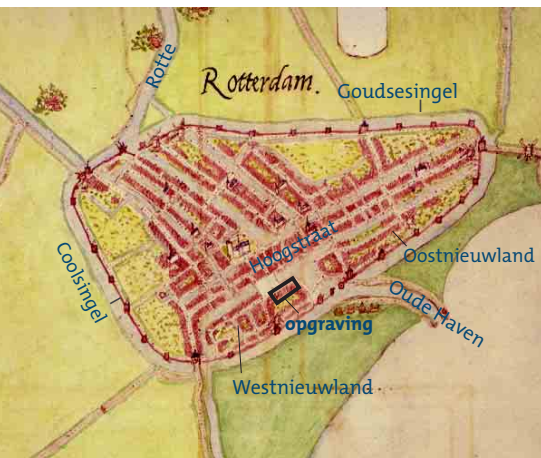 Rotte
Rotterdam.
Goudsesingel
Hoogstraat
Coolsingel
Oostnieuwland
Oude Haven
opgraving
Westnieuwland